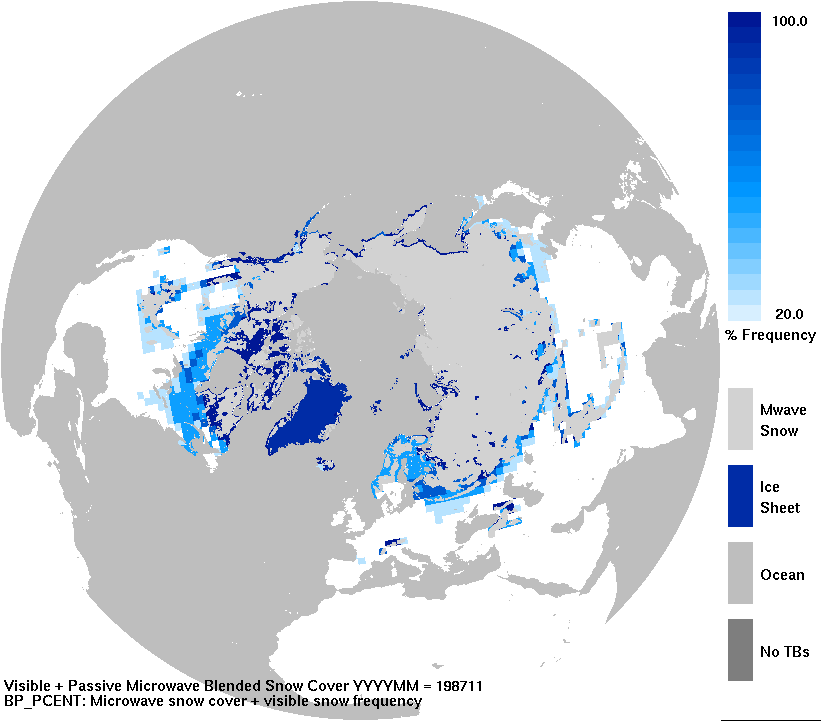 100.0
20.0
% Frequency
Mwave
Snow
Ice
Sheet
Ocean
No TBs
Visible + Passive Microwave Blended Snow Cover YYYYMM = 198711
BP_PCENT: Microwave snow cover + visible snow frequency